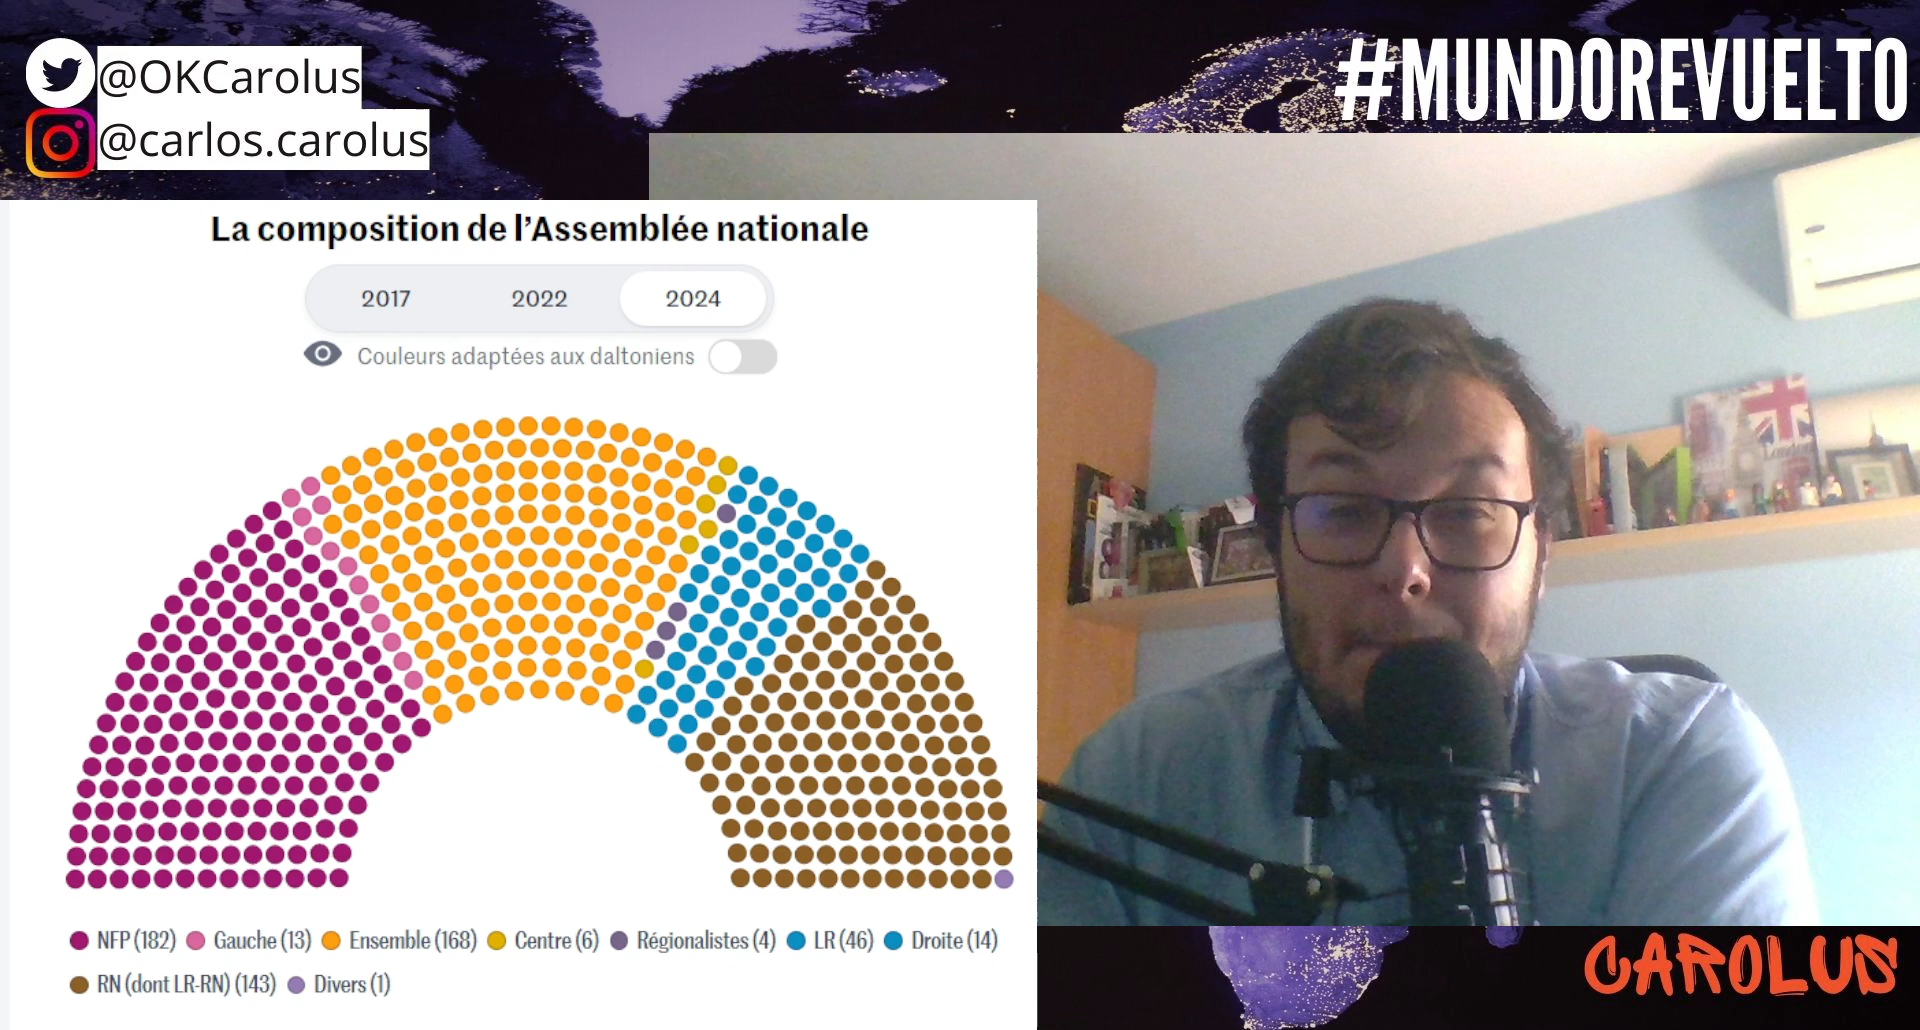 @OKCarolus
@carlos.carolus
#MUNDOREVUELTO
La composition de l’Assemblée nationale
2017 2022 2024
Couleurs adaptées aux daltoniens
NFP (182) Gauche (13) Ensemble (168) Centre (6) Régionalistes (4) LR (46) Droite (14)
RN (dont LR-RN) (143) Divers (1)
CAROLUS